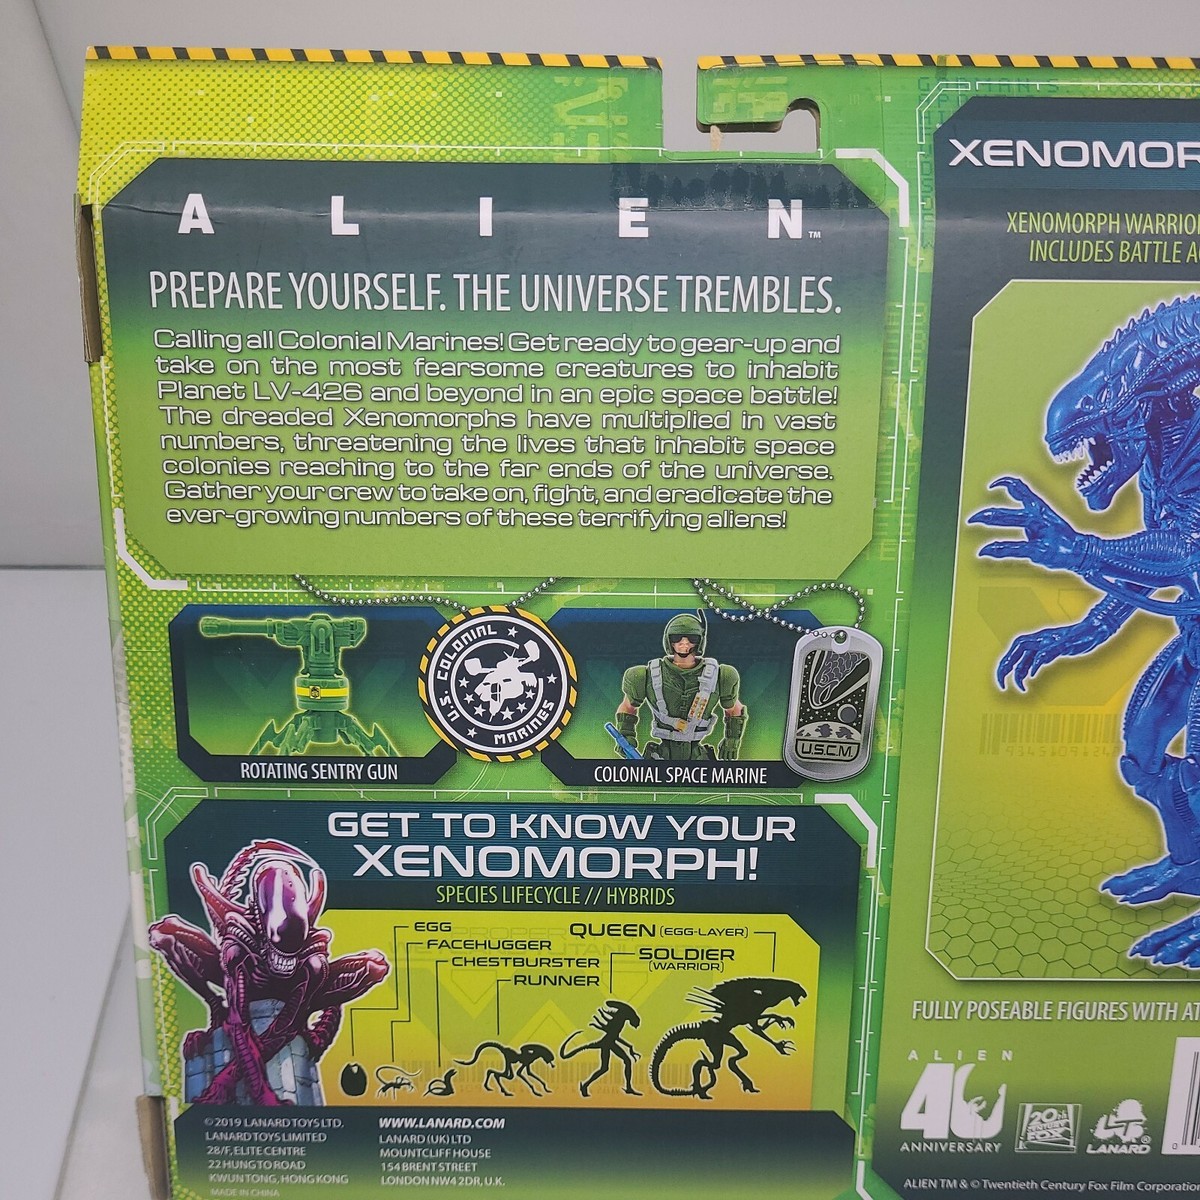 A L I E N ™
PREPARE YOURSELF. THE UNIVERSE TREMBLES.
Calling all Colonial Marines! Get ready to gear-up and
take on the most fearsome creatures to inhabit
Planet LV-426 and beyond in an epic space battle!
The dreaded Xenomorphs have multiplied in vast
numbers, threatening the lives that inhabit space
colonies reaching to the far ends of the universe.
Gather your crew to take on, fight, and eradicate the
ever-growing numbers of these terrifying aliens!
COLONIAL
U.S.
MARINES
U.S.C.M.
ROTATING SENTRY GUN
COLONIAL SPACE MARINE
GET TO KNOW YOUR
XENOMORPH!
SPECIES LIFECYCLE // HYBRIDS
EGG
FACEHUGGER
CHESTBURSTER
RUNNER
QUEEN (EGG-LAYER)
SOLDIER
(WARRIOR)
© 2019 LANARD TOYS LTD.
LANARD TOYS LIMITED
28/F, ELITE CENTRE
22 HUNG TO ROAD
KWUN TONG, HONG KONG
MADE IN CHINA
WWW.LANARD.COM
LANARD (UK) LTD
MOUNTCLIFF HOUSE
154 BRENT STREET
LONDON NW4 2DR, U.K.
XENOMOR
XENOMORPH WARRIO
INCLUDES BATTLE A
FULLY POSEABLE FIGURES WITH AT
A L I E N
40
ANNIVERSARY
20th
CENTURY
FOX
LANARD®
0
ALIEN TM & © Twentieth Century Fox Film Corporatio